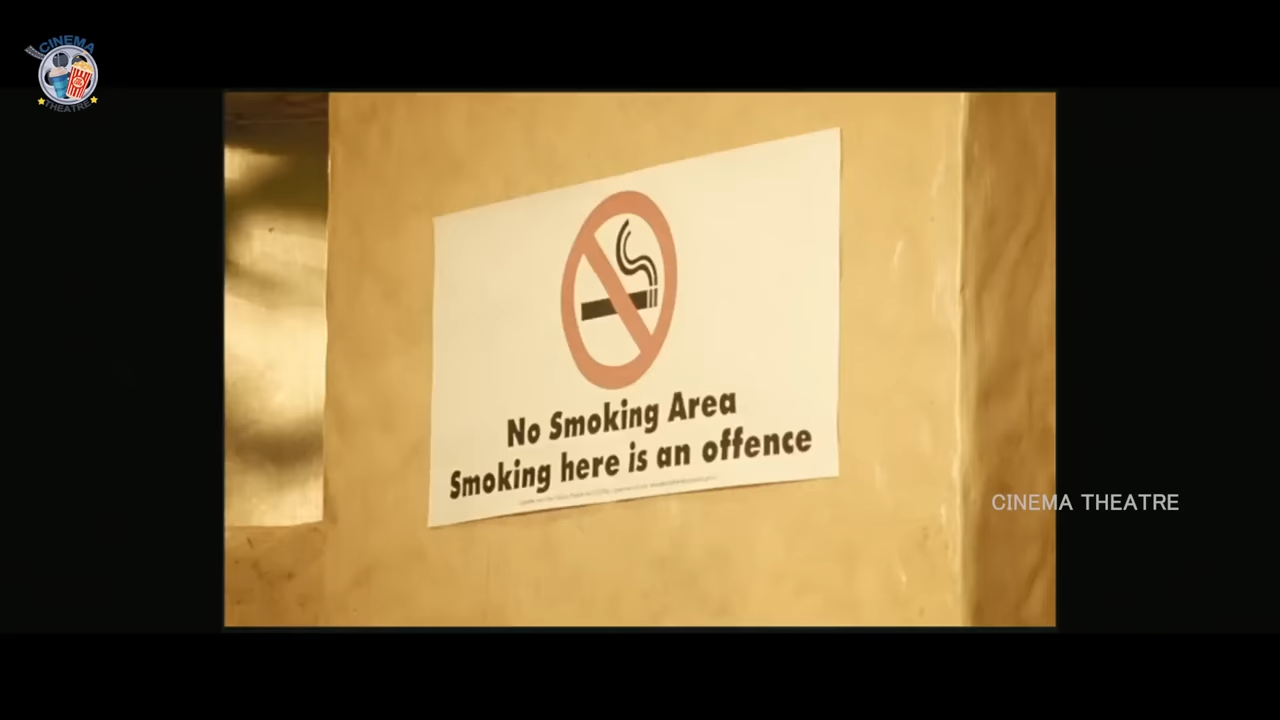 CINEMA
THEATRE
No Smoking Area
Smoking here is an offence
CINEMA THEATRE